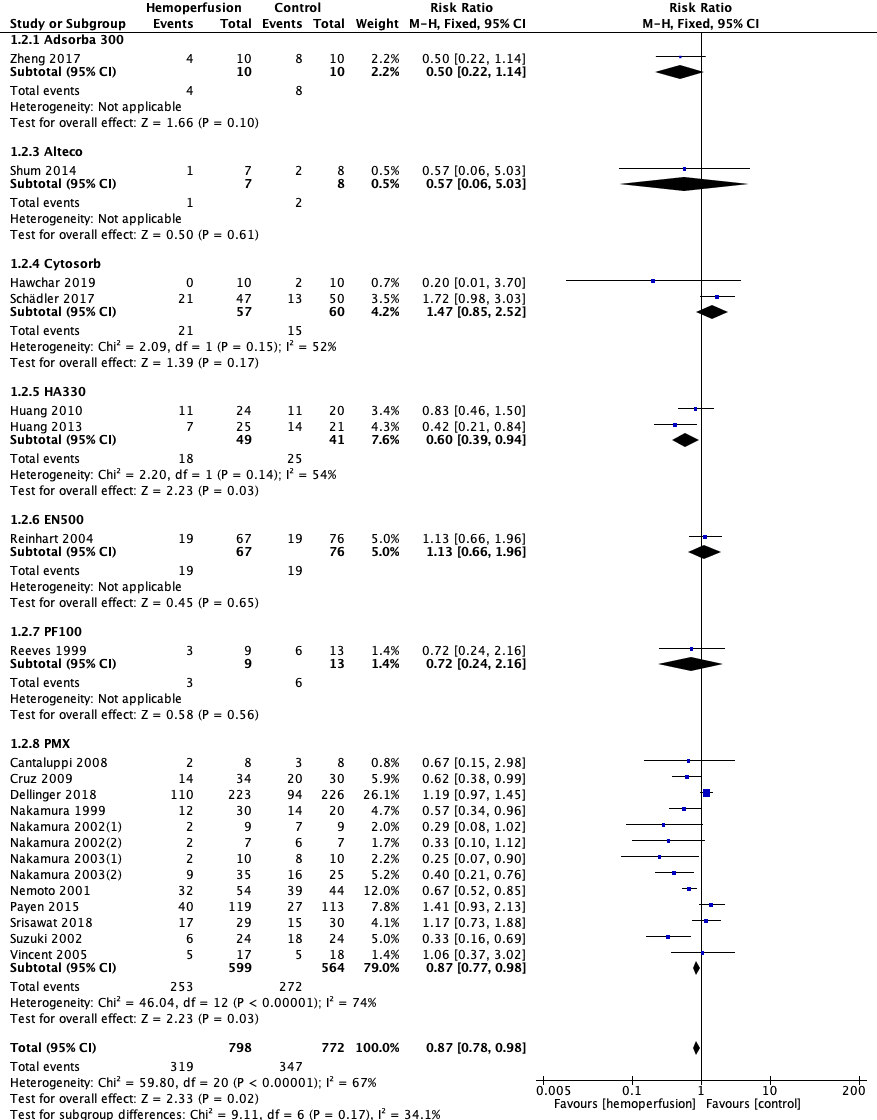 Hemoperfusion Control Risk Ratio Risk Ratio
Study or Subgroup Events Total Events Total Weight M-H, Fixed, 95% CI M-H, Fixed, 95% CI
1.2.1 Adsorba 300
Zheng 2017 4 10 8 10 2.2% 0.50 [0.22, 1.14]
Subtotal (95% CI) 10 10 2.2% 0.50 [0.22, 1.14]
Total events 4 8
Heterogeneity: Not applicable
Test for overall effect: Z = 1.66 (P = 0.10)
1.2.3 Alteco
Shum 2014 1 7 2 8 0.5% 0.57 [0.06, 5.03]
Subtotal (95% CI) 7 8 0.5% 0.57 [0.06, 5.03]
Total events 1 2
Heterogeneity: Not applicable
Test for overall effect: Z = 0.50 (P = 0.61)
1.2.4 Cytosorb
Hawchar 2019 0 10 2 10 0.7% 0.20 [0.01, 3.70]
Schädler 2017 21 47 13 50 3.5% 1.72 [0.98, 3.03]
Subtotal (95% CI) 57 60 4.2% 1.47 [0.85, 2.52]
Total events 21 15
Heterogeneity: Chi² = 2.09, df = 1 (P = 0.15); I² = 52%
Test for overall effect: Z = 1.39 (P = 0.17)
1.2.5 HA330
Huang 2010 11 24 11 20 3.4% 0.83 [0.46, 1.50]
Huang 2013 7 25 14 21 4.3% 0.42 [0.21, 0.84]
Subtotal (95% CI) 49 41 7.6% 0.60 [0.39, 0.94]
Total events 18 25
Heterogeneity: Chi² = 2.20, df = 1 (P = 0.14); I² = 54%
Test for overall effect: Z = 2.23 (P = 0.03)
1.2.6 EN500
Reinhart 2004 19 67 19 76 5.0% 1.13 [0.66, 1.96]
Subtotal (95% CI) 67 76 5.0% 1.13 [0.66, 1.96]
Total events 19 19
Heterogeneity: Not applicable
Test for overall effect: Z = 0.45 (P = 0.65)
1.2.7 PF100
Reeves 1999 3 9 6 13 1.4% 0.72 [0.24, 2.16]
Subtotal (95% CI) 9 13 1.4% 0.72 [0.24, 2.16]
Total events 3 6
Heterogeneity: Not applicable
Test for overall effect: Z = 0.58 (P = 0.56)
1.2.8 PMX
Cantaluppi 2008 2 8 3 8 0.8% 0.67 [0.15, 2.98]
Cruz 2009 14 34 20 30 5.9% 0.62 [0.38, 0.99]
Dellinger 2018 110 223 94 226 26.1% 1.19 [0.97, 1.45]
Nakamura 1999 12 30 14 20 4.7% 0.57 [0.34, 0.96]
Nakamura 2002(1) 2 9 7 9 2.0% 0.29 [0.08, 1.02]
Nakamura 2002(2) 2 7 6 7 1.7% 0.33 [0.10, 1.12]
Nakamura 2003(1) 2 10 8 10 2.2% 0.25 [0.07, 0.90]
Nakamura 2003(2) 9 35 16 25 5.2% 0.40 [0.21, 0.76]
Nemoto 2001 32 54 39 44 12.0% 0.67 [0.52, 0.85]
Payen 2015 40 119 27 113 7.8% 1.41 [0.93, 2.13]
Srisawat 2018 17 29 15 30 4.1% 1.17 [0.73, 1.88]
Suzuki 2002 6 24 18 24 5.0% 0.33 [0.16, 0.69]
Vincent 2005 5 17 5 18 1.4% 1.06 [0.37, 3.02]
Subtotal (95% CI) 599 564 79.0% 0.87 [0.77, 0.98]
Total events 253 272
Heterogeneity: Chi² = 46.04, df = 12 (P < 0.00001); I² = 74%
Test for overall effect: Z = 2.23 (P = 0.03)
Total (95% CI) 798 772 100.0% 0.87 [0.78, 0.98]
Total events 319 347
Heterogeneity: Chi² = 59.80, df = 20 (P < 0.00001); I² = 67%
Test for overall effect: Z = 2.33 (P = 0.02)
Test for subgroup differences: Chi² = 9.11, df = 6 (P = 0.17), I² = 34.1%
0.005 0.1 1 10 200
Favours [hemoperfusion] Favours [control]